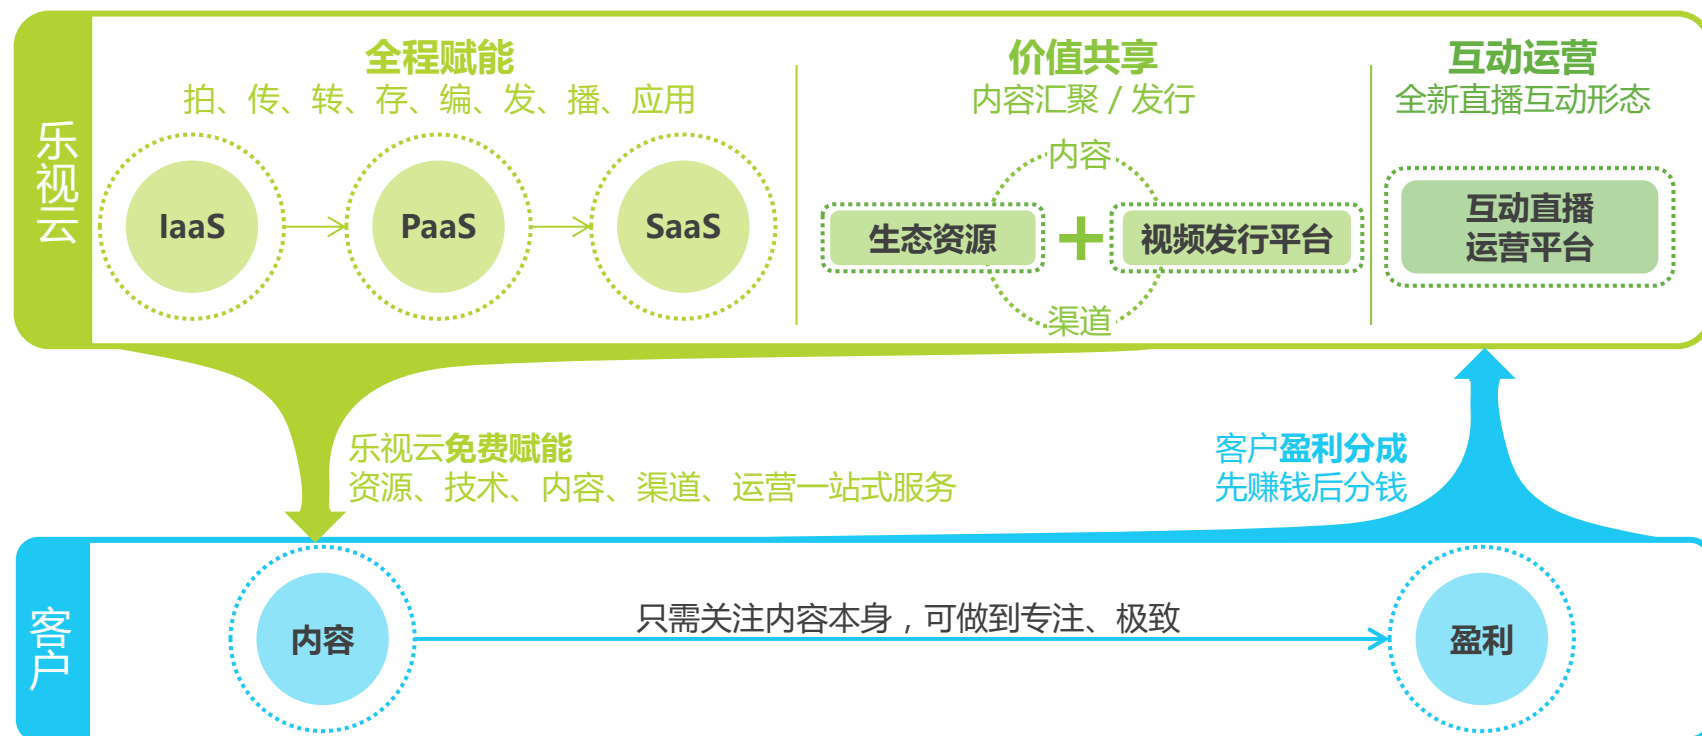 乐视云
全程赋能
拍、传、转、存、编、发、播、应用
IaaS
PaaS
SaaS
价值共享
内容汇聚 / 发行
内容
生态资源
+
视频发行平台
渠道
互动运营
全新直播互动形态
互动直播
运营平台
乐视云免费赋能
资源、技术、内容、渠道、运营一站式服务
客户盈利分成
先赚钱后分钱
客户
内容
只需关注内容本身，可做到专注、极致
盈利